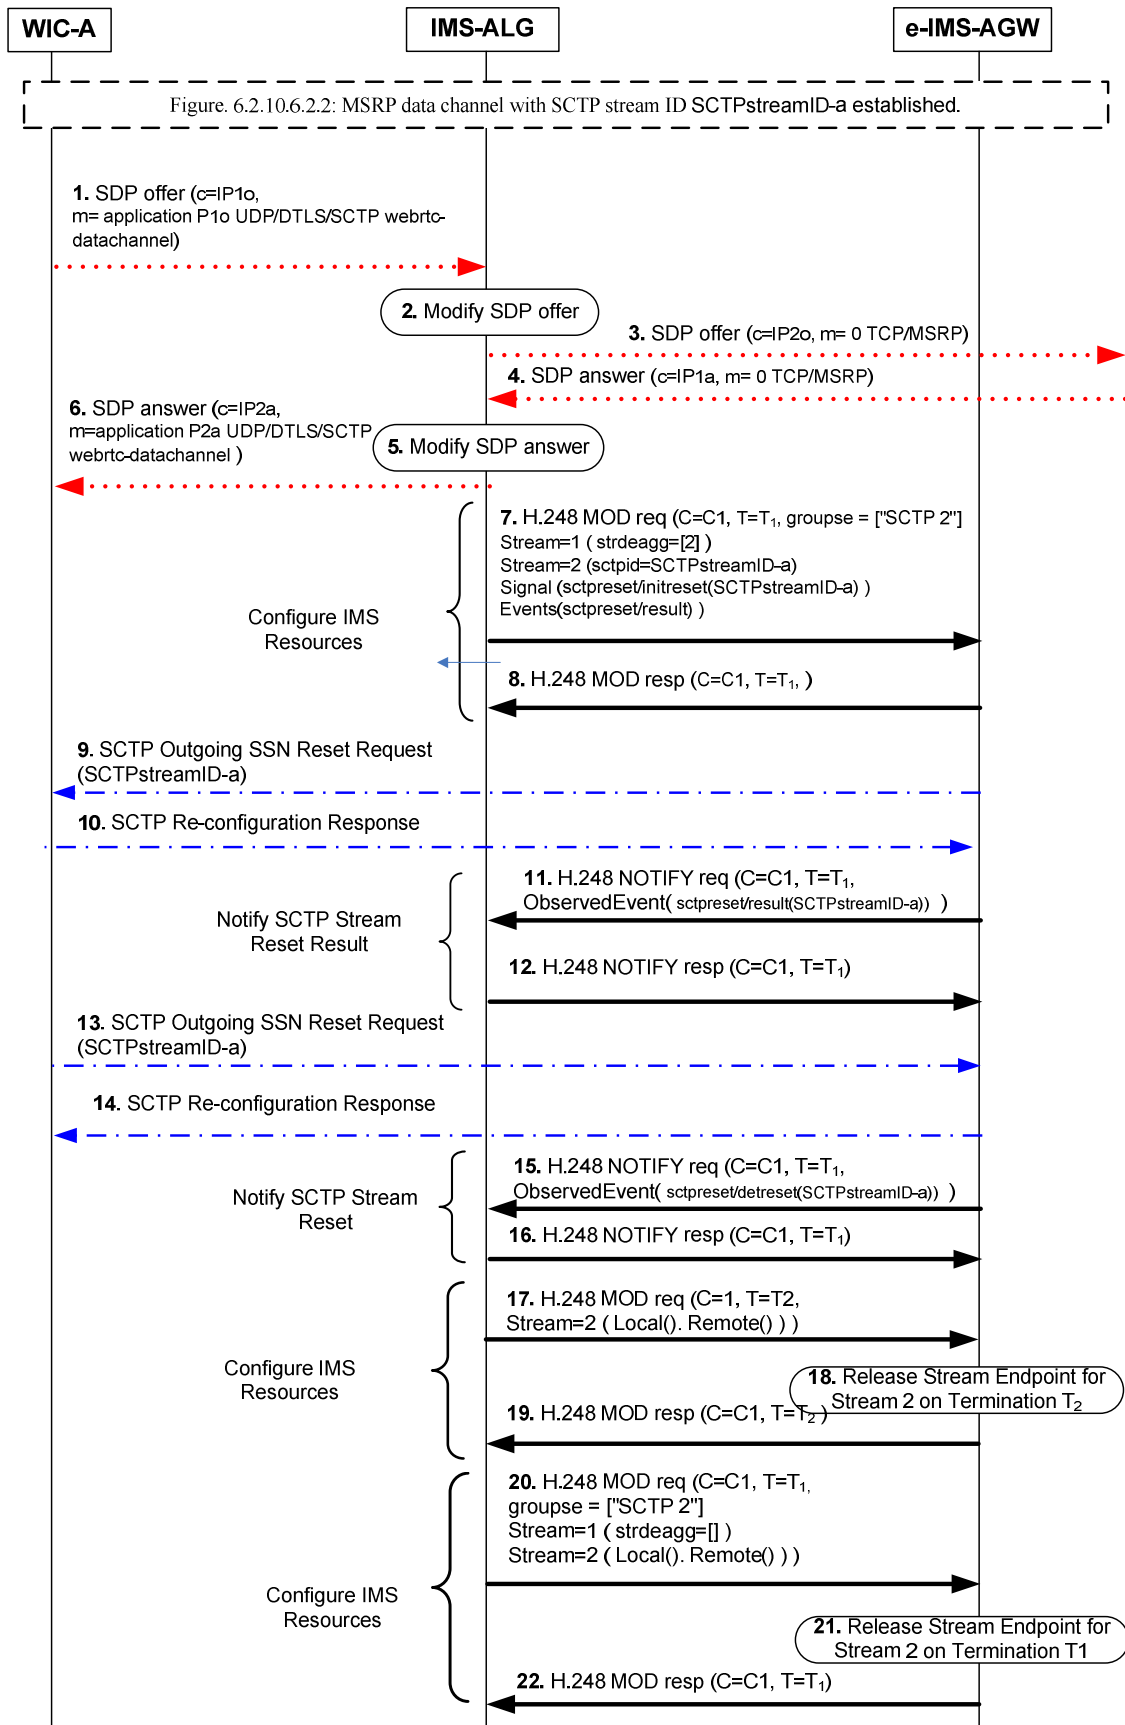 WIC-A
IMS-ALG
e-IMS-AGW
Figure. 6.2.10.6.2.2: MSRP data channel with SCTP stream ID SCTPstreamID-a established.
1. SDP offer (c=IP1o,
m= application P1o UDP/DTLS/SCTP webrtc-
datachannel)
2. Modify SDP offer
3. SDP offer (c=IP2o, m= 0 TCP/MSRP)
4. SDP answer (c=IP1a, m= 0 TCP/MSRP)
5. Modify SDP answer
6. SDP answer (c=IP2a,
m=application P2a UDP/DTLS/SCTP
webrtc-datachannel )
7. H.248 MOD req (C=C1, T=T1, groupse = ["SCTP 2"]
Stream=1 ( strdeagg=[2] )
Stream=2 (sctpid=SCTPstreamID-a)
Signal (sctpreset/initreset(SCTPstreamID-a) )
Events(sctpreset/result) )
Configure IMS
Resources
8. H.248 MOD resp (C=C1, T=T1, )
9. SCTP Outgoing SSN Reset Request
(SCTPstreamID-a)
10. SCTP Re-configuration Response
11. H.248 NOTIFY req (C=C1, T=T1,
ObservedEvent( sctpreset/result(SCTPstreamID-a)) )
Notify SCTP Stream
Reset Result
12. H.248 NOTIFY resp (C=C1, T=T1)
13. SCTP Outgoing SSN Reset Request
(SCTPstreamID-a)
14. SCTP Re-configuration Response
15. H.248 NOTIFY req (C=C1, T=T1,
ObservedEvent( sctpreset/detreset(SCTPstreamID-a)) )
Notify SCTP Stream
Reset
16. H.248 NOTIFY resp (C=C1, T=T1)
17. H.248 MOD req (C=1, T=T2,
Stream=2 ( Local(). Remote() ) )
Configure IMS
Resources
18. Release Stream Endpoint for
Stream 2 on Termination T2
19. H.248 MOD resp (C=C1, T=T2 )
20. H.248 MOD req (C=C1, T=T1,
groupse = ["SCTP 2"]
Stream=1 ( strdeagg=[] )
Stream=2 ( Local(). Remote() ) )
Configure IMS
Resources
21. Release Stream Endpoint for
Stream 2 on Termination T1
22. H.248 MOD resp (C=C1, T=T1)